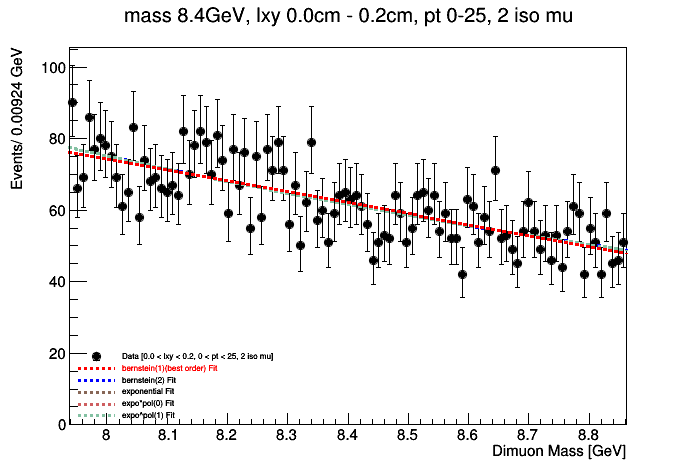 mass 8.4GeV, lxy 0.0cm - 0.2cm, pt 0-25, 2 iso mu
Events/ 0.00924 GeV
100
80
60
40
20
0
Data [0.0 < lxy < 0.2, 0 < pt < 25, 2 iso mu]
bernstein(1)(best order) Fit
bernstein(2) Fit
exponential Fit
expo*pol(0) Fit
expo*pol(1) Fit
8 8.1 8.2 8.3 8.4 8.5 8.6 8.7 8.8
Dimuon Mass [GeV]